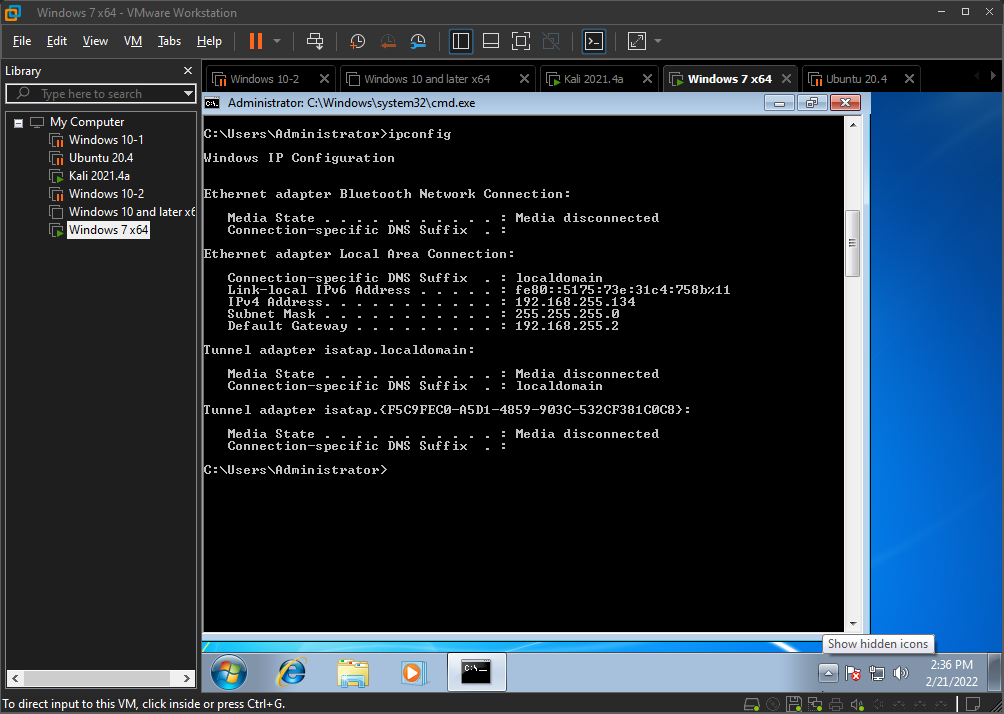 Windows 7 x64 - VMware Workstation
File Edit View VM Tabs Help
Library
Type here to search
My Computer
Windows 10-1
Ubuntu 20.4
Kali 2021.4a
Windows 10-2
Windows 10 and later x6
Windows 7 x64
Windows 10-2
Windows 10 and later x64
Kali 2021.4a
Windows 7 x64
Ubuntu 20.4
Administrator: C:\Windows\system32\cmd.exe
C:\Users\Administrator>ipconfig
Windows IP Configuration
Ethernet adapter Bluetooth Network Connection:
Media State . . . . . . . . . . . : Media disconnected
Connection-specific DNS Suffix  . :
Ethernet adapter Local Area Connection:
Connection-specific DNS Suffix  . : localdomain
Link-local IPv6 Address . . . . . : fe80::5175:73e:31c4:758b%11
IPv4 Address. . . . . . . . . . . : 192.168.255.134
Subnet Mask . . . . . . . . . . . : 255.255.255.0
Default Gateway . . . . . . . . . : 192.168.255.2
Tunnel adapter isatap.localdomain:
Media State . . . . . . . . . . . : Media disconnected
Connection-specific DNS Suffix  . : localdomain
Tunnel adapter isatap.{F5C9FEC0-A5D1-4859-903C-532CF381C0C8}:
Media State . . . . . . . . . . . : Media disconnected
Connection-specific DNS Suffix  . :
C:\Users\Administrator>
Show hidden icons
C:\.
2:36 PM
2/21/2022
To direct input to this VM, click inside or press Ctrl+G.